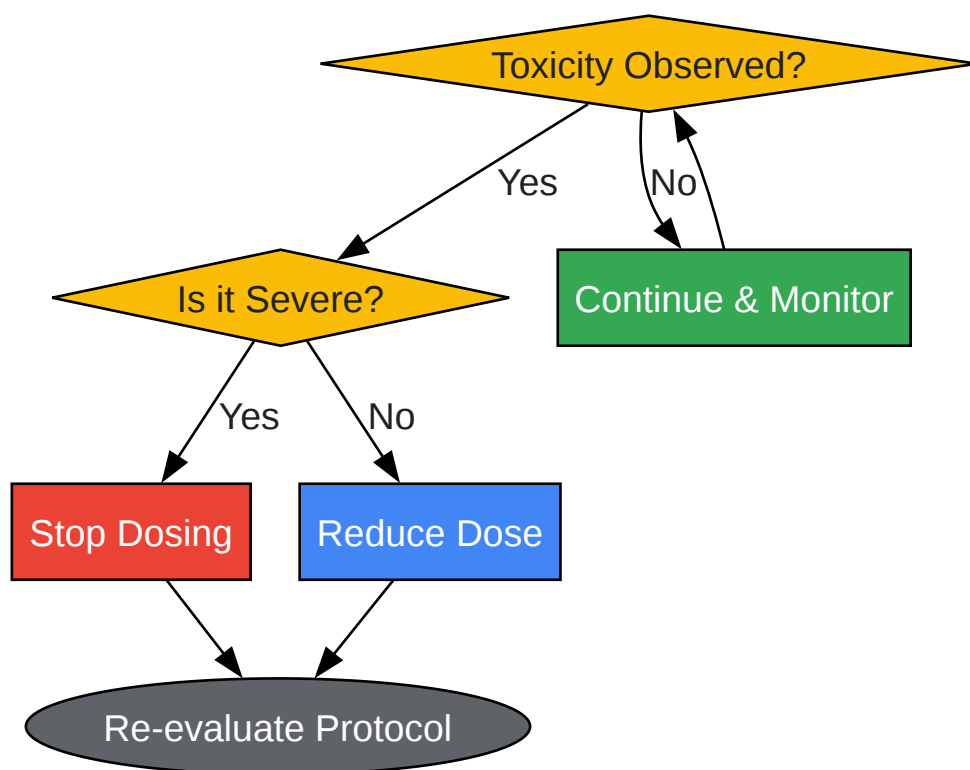 Toxicity Observed?
Yes
No
Is it Severe?
Continue & Monitor
Yes
No
Stop Dosing
Reduce Dose
Re-evaluate Protocol